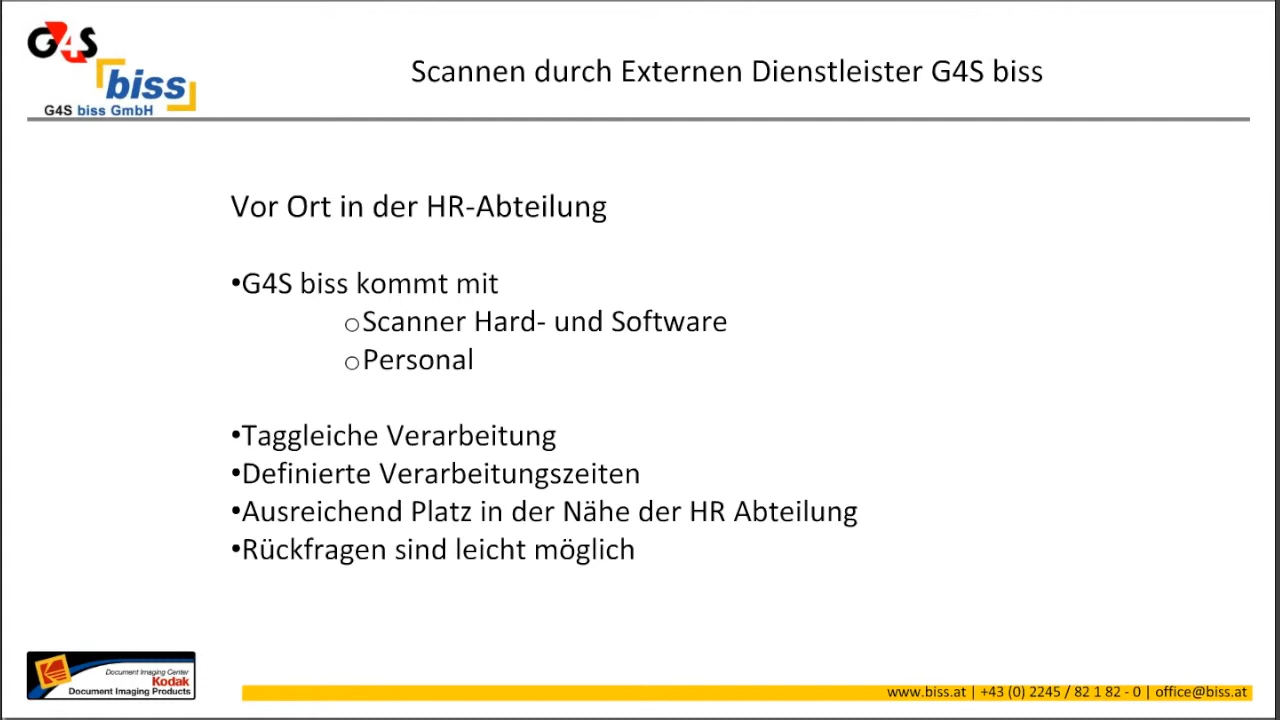 G4S
biss
G4S biss GmbH
Scannen durch Externen Dienstleister G4S biss
Vor Ort in der HR-Abteilung
•G4S biss kommt mit
oScanner Hard- und Software
oPersonal
•Taggleiche Verarbeitung
•Definierte Verarbeitungszeiten
•Ausreichend Platz in der Nähe der HR Abteilung
•Rückfragen sind leicht möglich
Document Imaging Center
Kodak
Document Imaging Products
www.biss.at | +43 (0) 2245 / 82 1 82 - 0 | office@biss.at